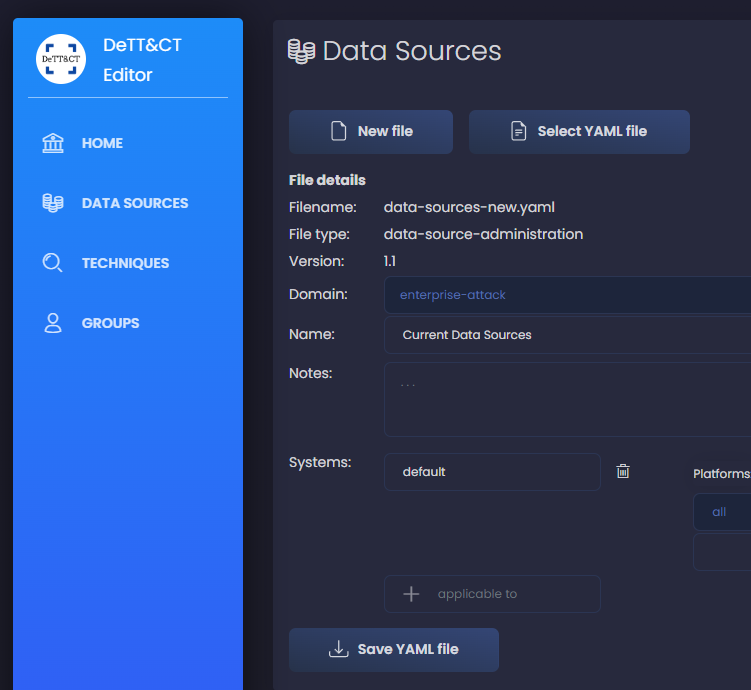 DeTT&CT
DeTT&CT
Editor
HOME
DATA SOURCES
TECHNIQUES
GROUPS
Data Sources
New file
Select YAML file
File details
Filename: data-sources-new.yaml
File type: data-source-administration
Version: 1.1
Domain: enterprise-attack
Name: Current Data Sources
Notes: ...
Systems: default
Platforms
all
applicable to
Save YAML file